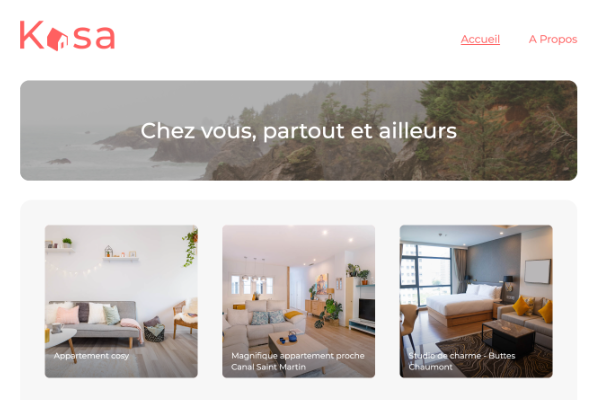 Kasa
Accueil
A Propos
Chez vous, partout et ailleurs
Appartement cosy
Magnifique appartement proche
Canal Saint Martin
Studio de charme - Buttes
Chaumont